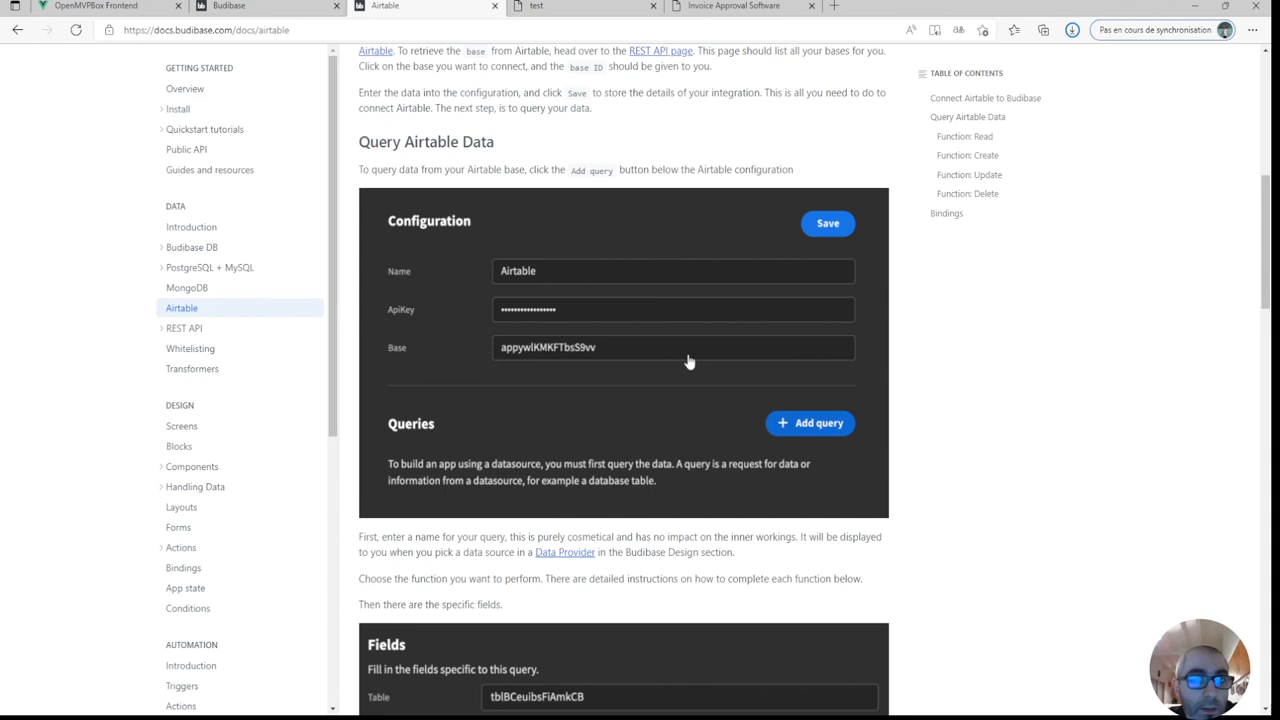 OpenMVPBox Frontend
Budibase
Airtable
test
Invoice Approval Software
https://docs.budibase.com/docs/airtable
Pas en cours de synchronisation
GETTING STARTED
Overview
Install
Quickstart tutorials
Public API
Guides and resources
DATA
Introduction
Budibase DB
PostgreSQL + MySQL
MongoDB
Airtable
REST API
Whitelisting
Transformers
DESIGN
Screens
Blocks
Components
Handling Data
Layouts
Forms
Actions
Bindings
App state
Conditions
AUTOMATION
Introduction
Triggers
Actions
Airtable. To retrieve the base from Airtable, head over to the REST API page. This page should list all your bases for you.
Click on the base you want to connect, and the base ID should be given to you.
Enter the data into the configuration, and click Save to store the details of your integration. This is all you need to do to
connect Airtable. The next step, is to query your data.
Query Airtable Data
To query data from your Airtable base, click the Add query button below the Airtable configuration
Configuration
Save
Name
Airtable
ApiKey
Base
appywlKMKFTbsS9vv
Queries
+ Add query
To build an app using a datasource, you must first query the data. A query is a request for data or
information from a datasource, for example a database table.
First, enter a name for your query, this is purely cosmetical and has no impact on the inner workings. It will be displayed
to you when you pick a data source in a Data Provider in the Budibase Design section.
Choose the function you want to perform. There are detailed instructions on how to complete each function below.
Then there are the specific fields.
Fields
Fill in the fields specific to this query.
Table
tblBCeuibsFiAmkCB
TABLE OF CONTENTS
Connect Airtable to Budibase
Query Airtable Data
Function: Read
Function: Create
Function: Update
Function: Delete
Bindings